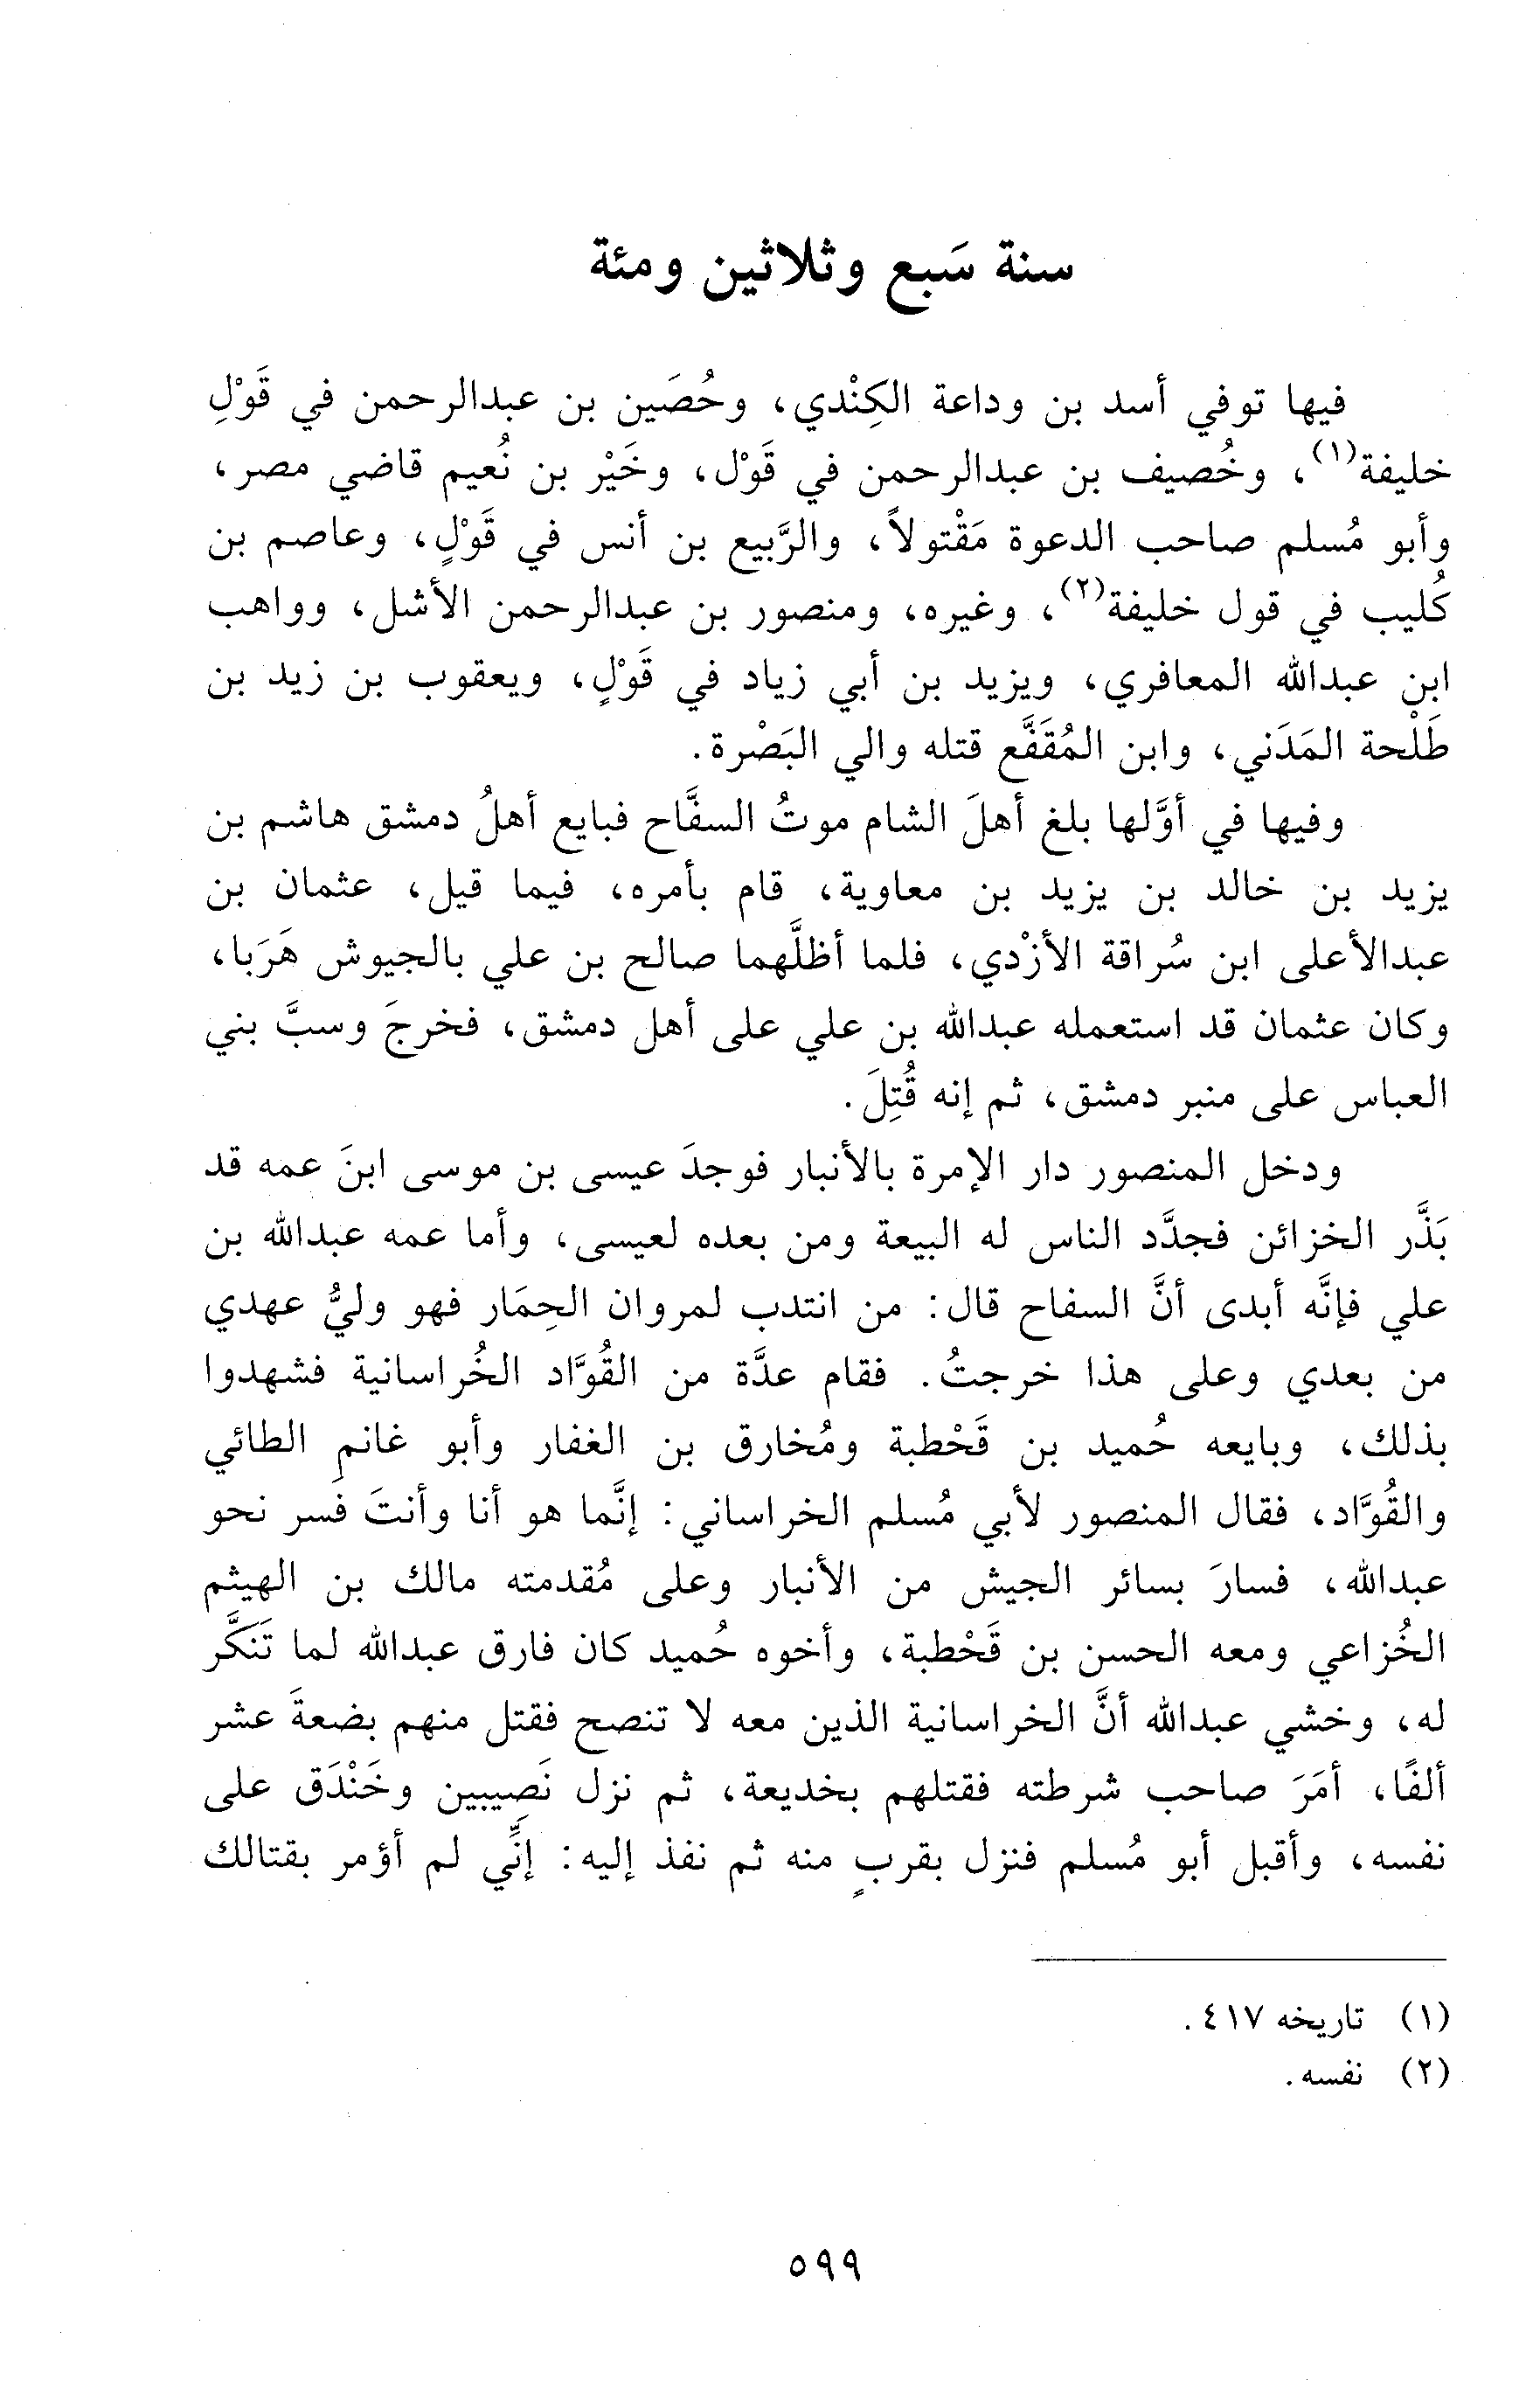 سنة سَبع وثلاثين ومئة
فيها توفي أسد بن وداعة الكِنْدي، وحُصَين بن عبدالرحمن في قَوْلِ
خليفة(١)، وخُصيف بن عبدالرحمن في قَوْل، وخَيْر بن نُعيم قاضي مصر،
وأبو مُسلم صاحب الدعوة مَقْتولاً، والرَّبيع بن أنس في قَوْلٍ، وعاصم بن
كُليب في قول خليفة(٢)، وغيره، ومنصور بن عبدالرحمن الأشل، وواهب
ابن عبدالله المعافري، ويزيد بن أبي زياد في قَوْلٍ، ويعقوب بن زيد بن
طَلْحة المَدَني، وابن المُقَفَّع قتله والي البَصْرة.
وفيها في أوَّلها بلغ أهلَ الشام موتُ السفَّاح فبايع أهلُ دمشق هاشم بن
يزيد بن خالد بن يزيد بن معاوية، قام بأمره، فيما قيل، عثمان بن
عبدالأعلى ابن سُراقة الأزْدي، فلما أظلَّهما صالح بن علي بالجيوش هَرَبا،
وكان عثمان قد استعمله عبدالله بن علي على أهل دمشق، فخرجَ وسبَّ بني
العباس على منبر دمشق، ثم إنه قُتِلَ.
ودخل المنصور دار الإمرة بالأنبار فوجدَ عيسى بن موسى ابنَ عمه قد
بَذَّر الخزائن فجدَّد الناس له البيعة ومن بعده لعيسى، وأما عمه عبدالله بن
علي فإنَّه أبدى أنَّ السفاح قال: من انتدب لمروان الحِمَار فهو وليُّ عهدي
من بعدي وعلى هذا خرجتُ. فقام عدَّة من القُوَّاد الخُراسانية فشهدوا
بذلك، وبايعه حُميد بن قَحْطبة ومُخارق بن الغفار وأبو غانمِ الطائي
والقُوَّاد، فقال المنصور لأبي مُسلم الخراساني: إنَّما هو أنا وأنتَ فسر نحو
عبدالله، فسارَ بسائر الجيش من الأنبار وعلى مُقدمته مالك بن الهيثم
الخُزاعي ومعه الحسن بن قَحْطبة، وأخوه حُميد كان فارق عبدالله لما تَنكَّر
له، وخشي عبدالله أنَّ الخراسانية الذين معه لا تنصح فقتل منهم بضعةَ عشر
ألفًا، أمَرَ صاحب شرطته فقتلهم بخديعة، ثم نزل نَصِيبين وخَنْدَق على
نفسه، وأقبل أبو مُسلم فنزل بقربٍ منه ثم نفذ إليه: إنِّي لم أؤمر بقتالك
(١) تاريخه ٤١٧.
(٢) نفسه.
٥٩٩